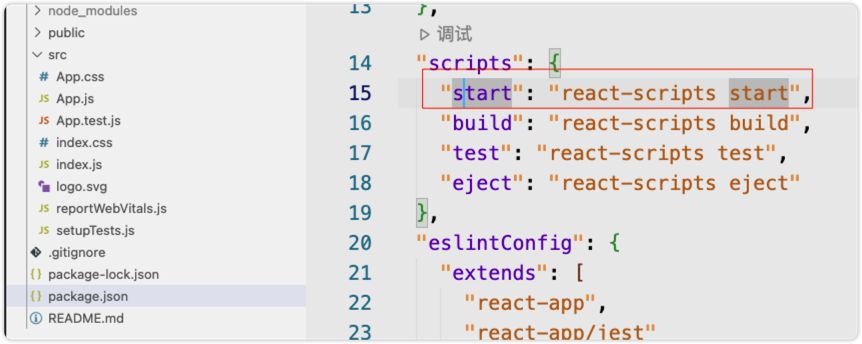 node_modules
public
src
# App.css
JS App.js
JS App.test.js
# index.css
JS index.js
logo.svg
JS reportWebVitals.js
JS setupTests.js
.gitignore
{} package-lock.json
{} package.json
README.md
13 },
调试
14 "scripts": {
15 "start": "react-scripts start",
16 "build": "react-scripts build",
17 "test": "react-scripts test",
18 "eject": "react-scripts eject"
19 },
20 "eslintConfig": {
21 "extends": [
22 "react-app",
23 "react-app/jest"